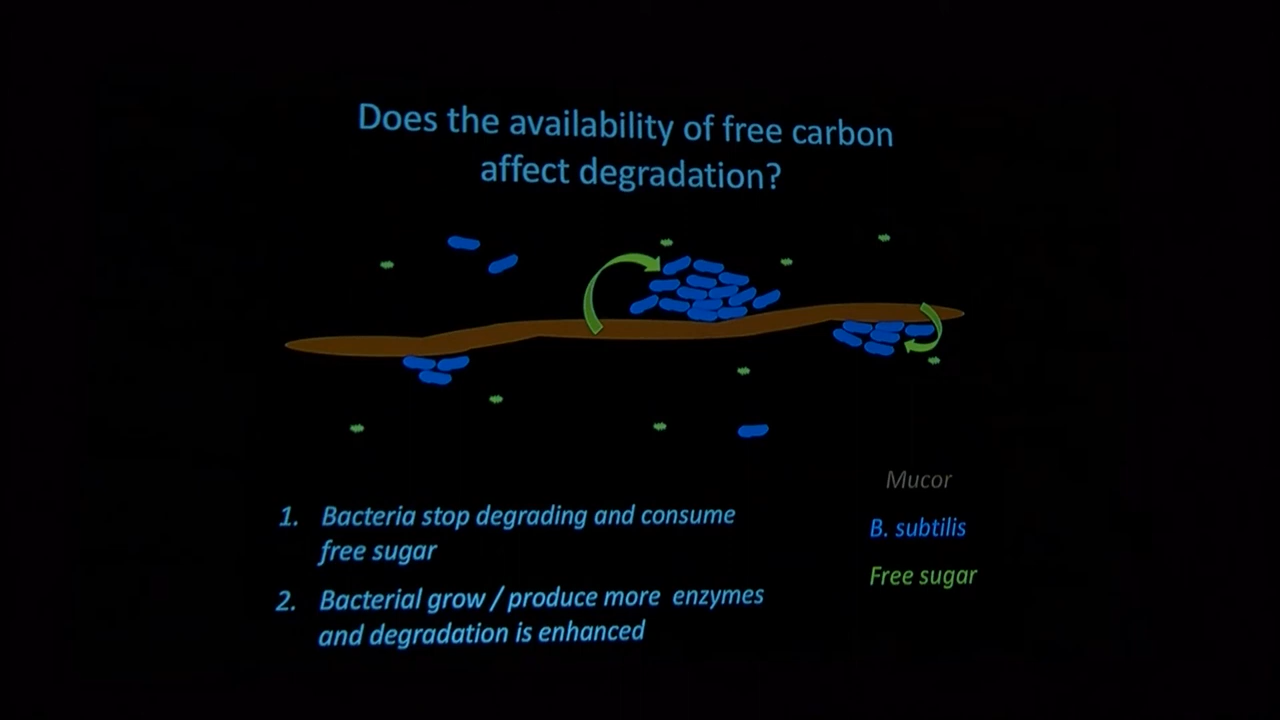 Does the availability of free carbon
affect degradation?
Mucor
1. Bacteria stop degrading and consume
free sugar
B. subtilis
Free sugar
2. Bacterial grow / produce more enzymes
and degradation is enhanced